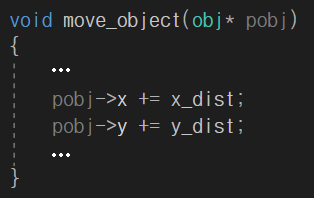 void move_object(obj* pobj)
{
...
pobj->x += x_dist;
pobj->y += y_dist;
...
}